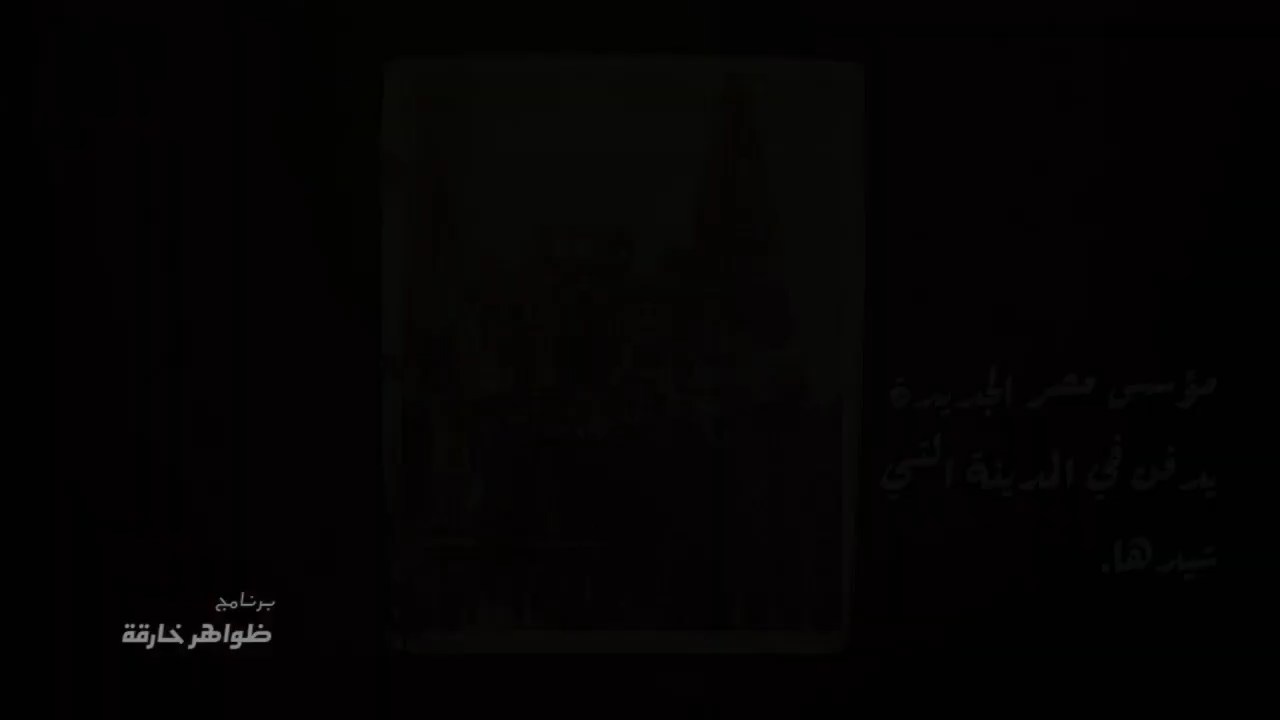 مؤسس مصر الجديدة
يدفن في المدينة التي
شيدها.
برنامج
ظواهر خارقة